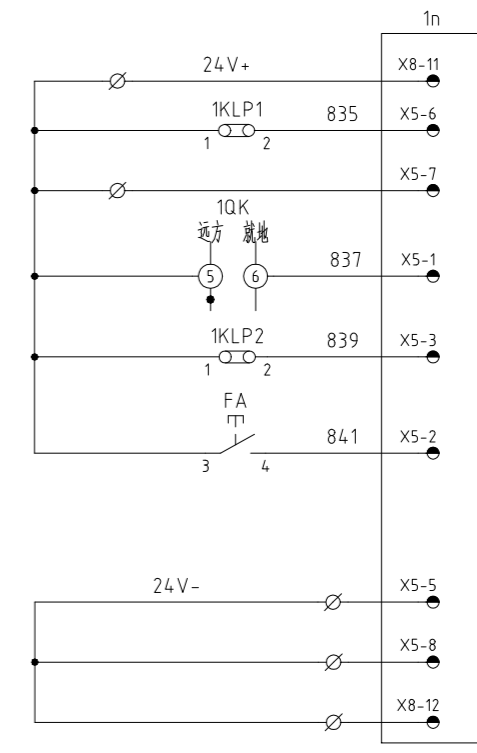 1n
24V+ X8-11
1KLP1 835 X5-6
1 2
X5-7
1QK
远方 就地
5 6 837 X5-1
1KLP2 839 X5-3
1 2
FA
841 X5-2
3 4
24V- X5-5
X5-8
X8-12